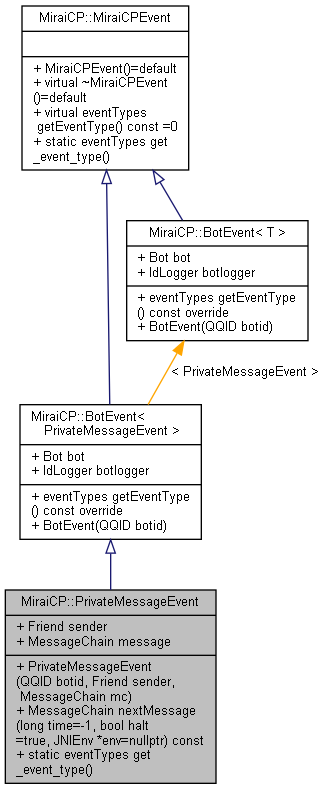 MiraiCP::MiraiCPEvent
+ MiraiCPEvent()=default
+ virtual ~MiraiCPEvent
()=default
+ virtual eventTypes
getEventType() const =0
+ static eventTypes get
_event_type()
MiraiCP::BotEvent< T >
+ Bot bot
+ IdLogger botlogger
+ eventTypes getEventType
() const override
+ BotEvent(QQID botid)
< PrivateMessageEvent >
MiraiCP::BotEvent<
PrivateMessageEvent >
+ Bot bot
+ IdLogger botlogger
+ eventTypes getEventType
() const override
+ BotEvent(QQID botid)
MiraiCP::PrivateMessageEvent
+ Friend sender
+ MessageChain message
+ PrivateMessageEvent
(QQID botid, Friend sender,
MessageChain mc)
+ MessageChain nextMessage
(long time=-1, bool halt
=true, JNIEnv *env=nullptr) const
+ static eventTypes get
_event_type()